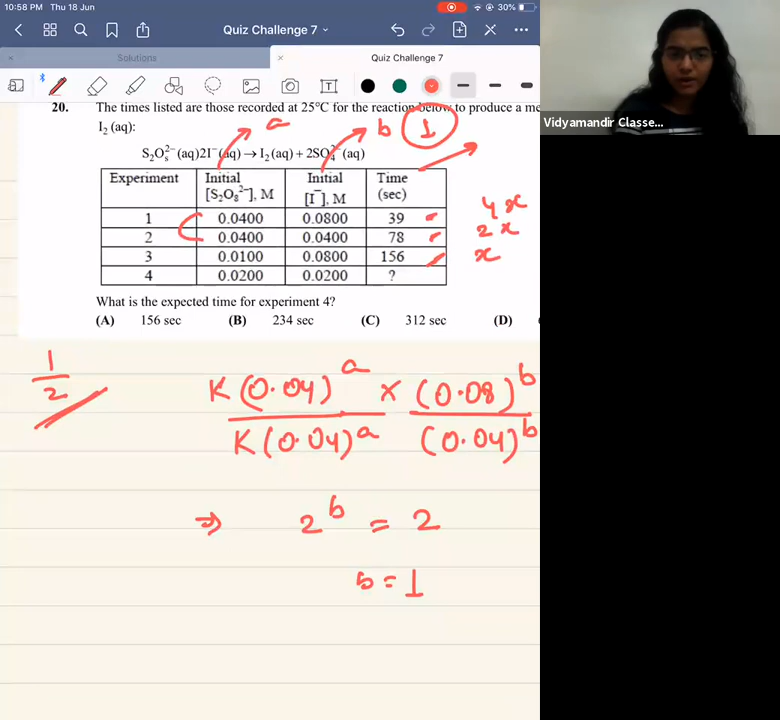 10:58 PM Thu 18 Jun
30%
Quiz Challenge 7
Solutions
Quiz Challenge 7
20. The times listed are those recorded at 25°C for the reaction below to produce a me
I₂ (aq):
S₂O₈²⁻(aq)2I⁻(aq) → I₂(aq) + 2SO₄²⁻(aq)
a
b
1
Experiment Initial [S₂O₈²⁻], M Initial [I⁻], M Time (sec)
1 0.0400 0.0800 39
2 0.0400 0.0400 78
3 0.0100 0.0800 156
4 0.0200 0.0200 ?
4x
2x
x
What is the expected time for experiment 4?
(A) 156 sec (B) 234 sec (C) 312 sec (D)
1/2
K(0.04)^a × (0.08)^b
K(0.04)^a (0.04)^b
⇒ 2^b = 2
b = 1
Vidyamandir Classe...